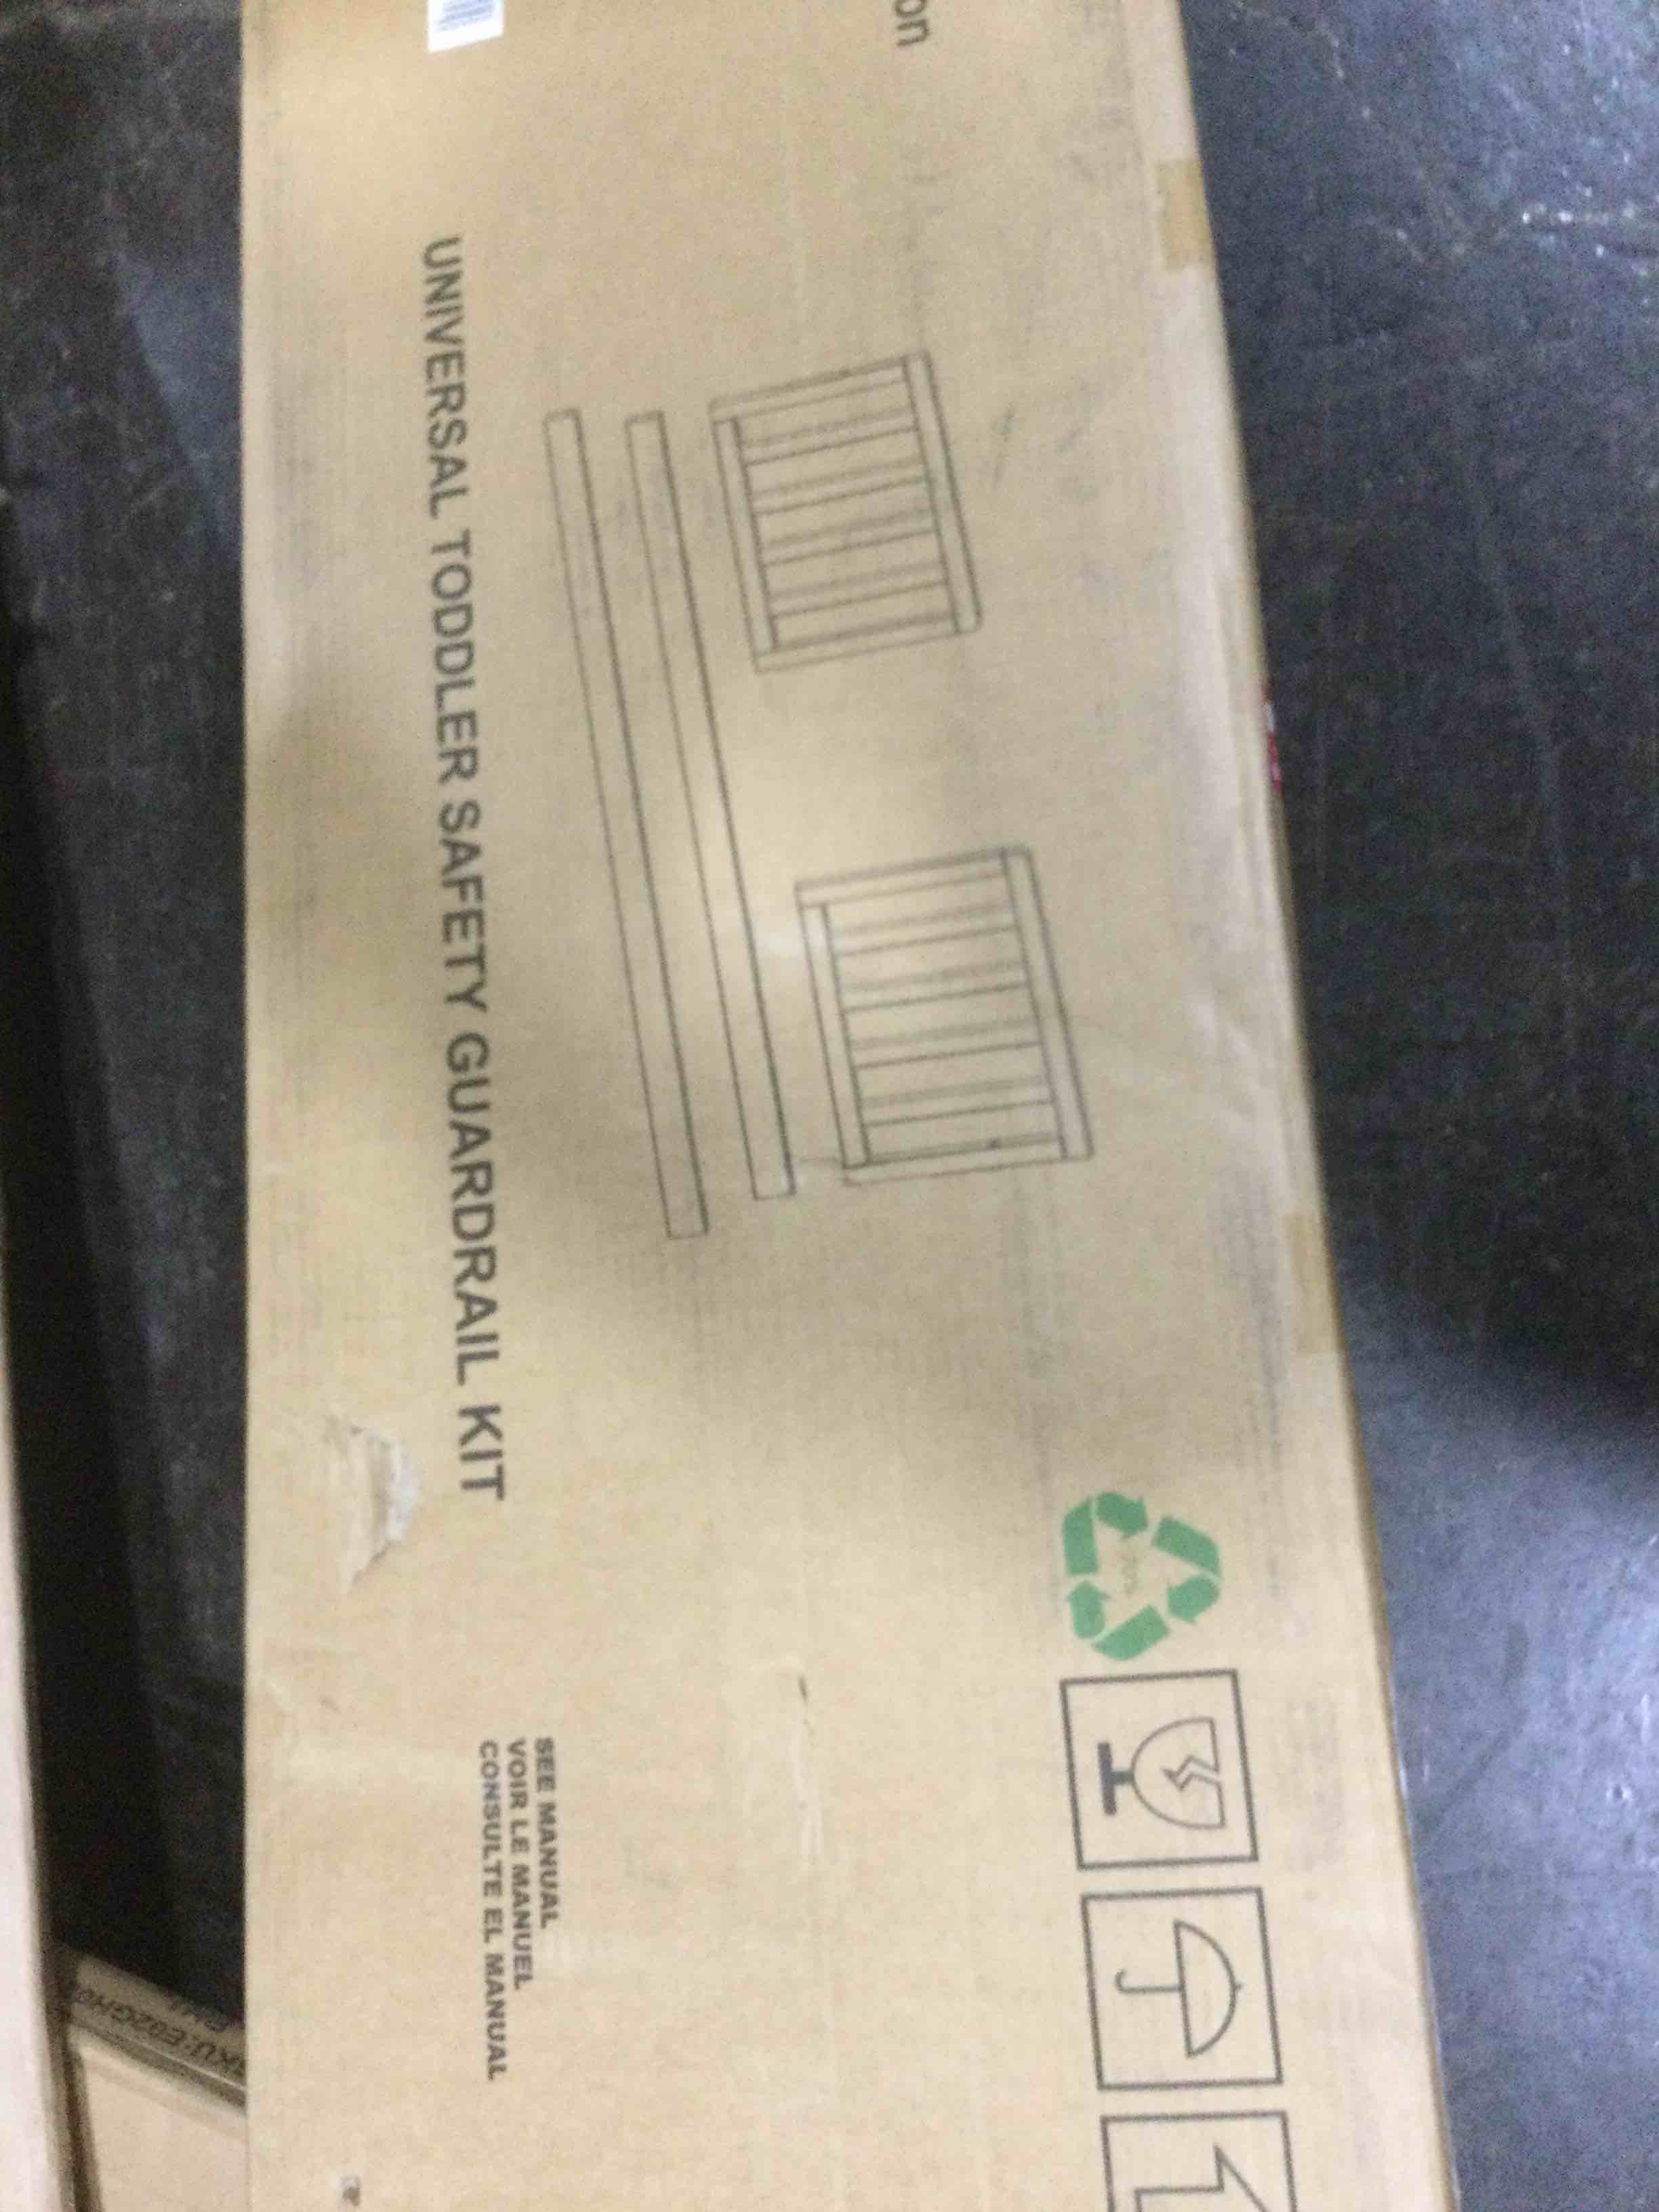 on
UNIVERSAL TODDLER SAFETY GUARDRAIL KIT
SEE MANUAL
VOIR LE MANUEL
CONSULTE EL MANUAL